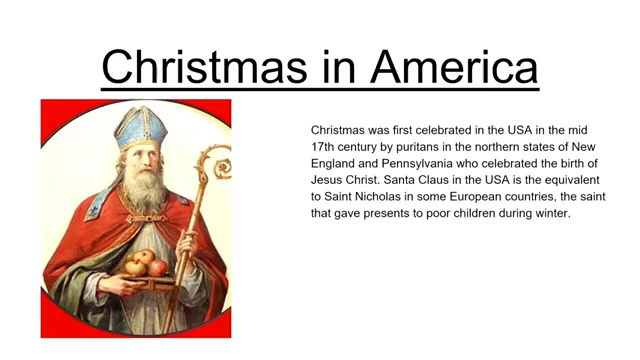 Christmas in America
Christmas was first celebrated in the USA in the mid
17th century by puritans in the northern states of New
England and Pennsylvania who celebrated the birth of
Jesus Christ. Santa Claus in the USA is the equivalent
to Saint Nicholas in some European countries, the saint
that gave presents to poor children during winter.